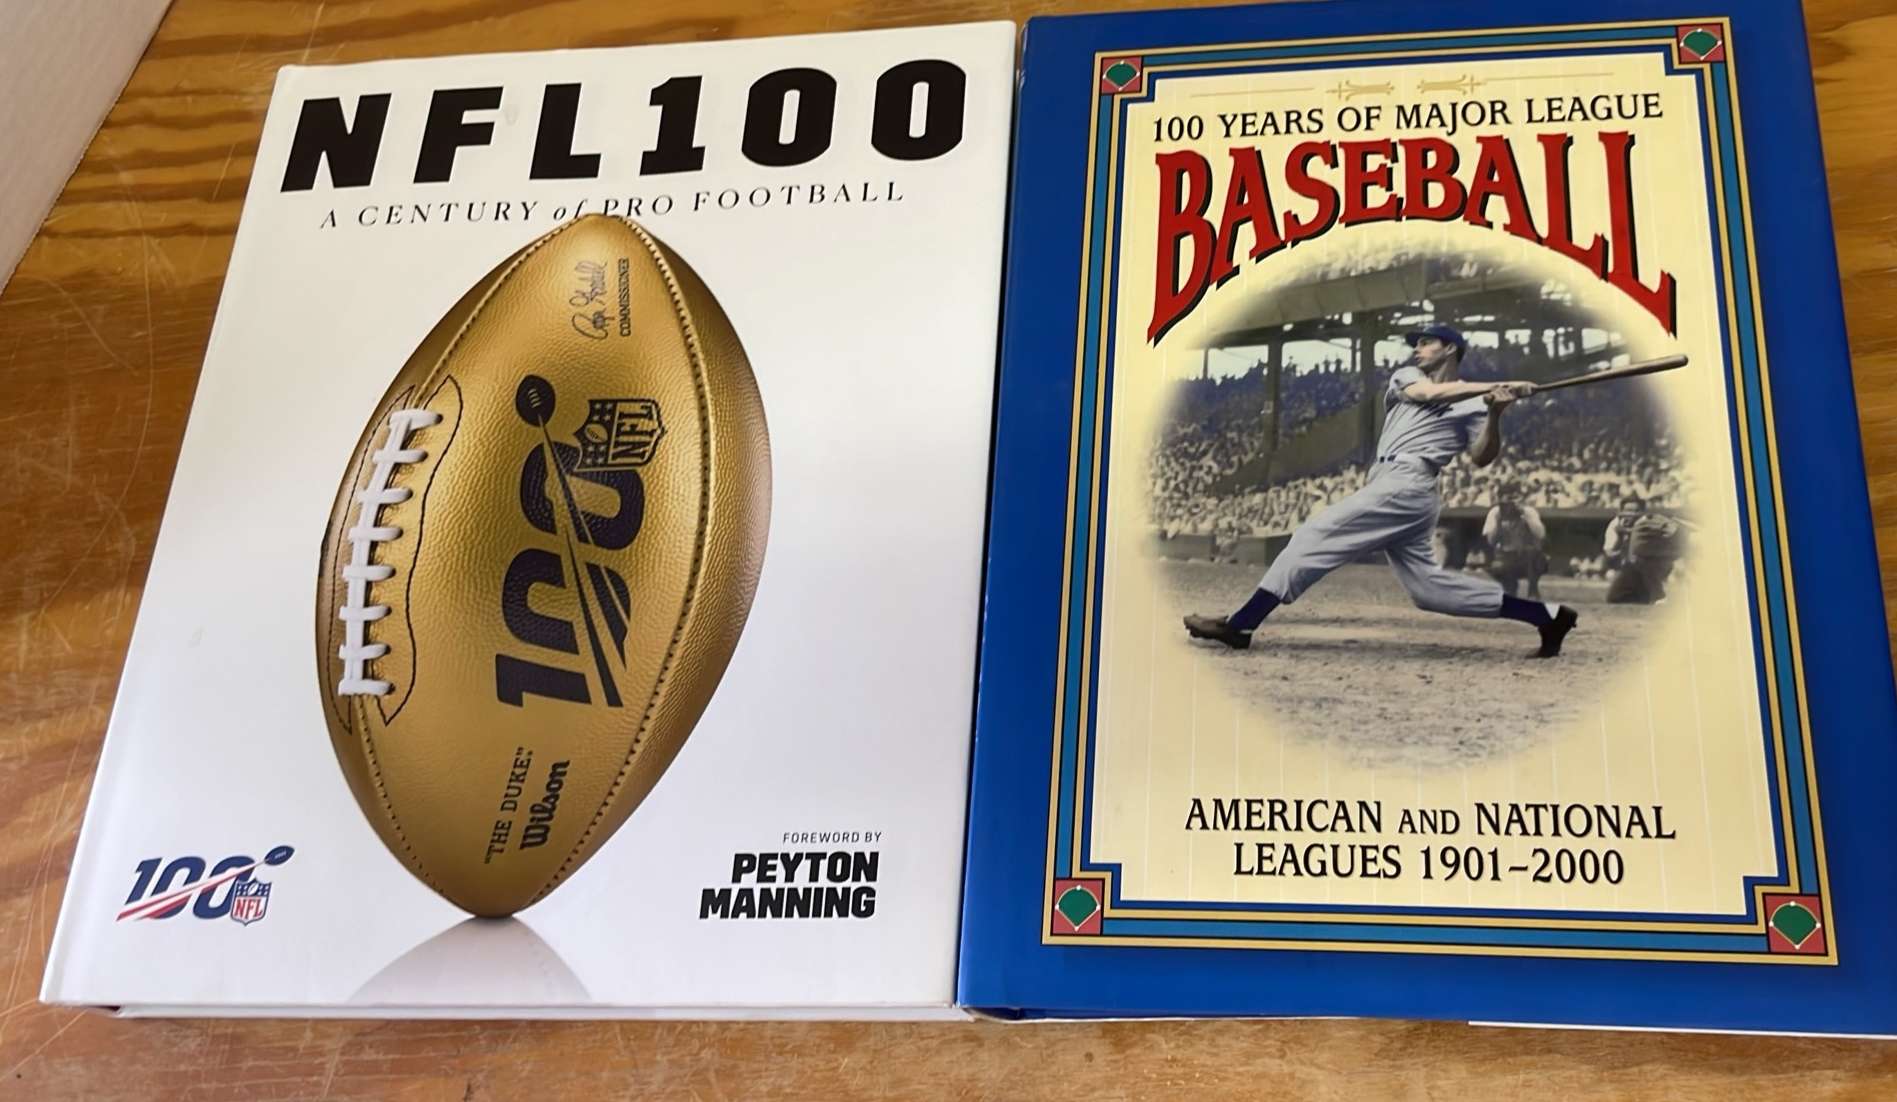 NFL100
A CENTURY of PRO FOOTBALL
COMMISSIONER
100
NFL
"THE DUKE"
Wilson
100
NFL
FOREWORD BY
PEYTON
MANNING
100 YEARS OF MAJOR LEAGUE
BASEBALL
AMERICAN AND NATIONAL
LEAGUES 1901–2000